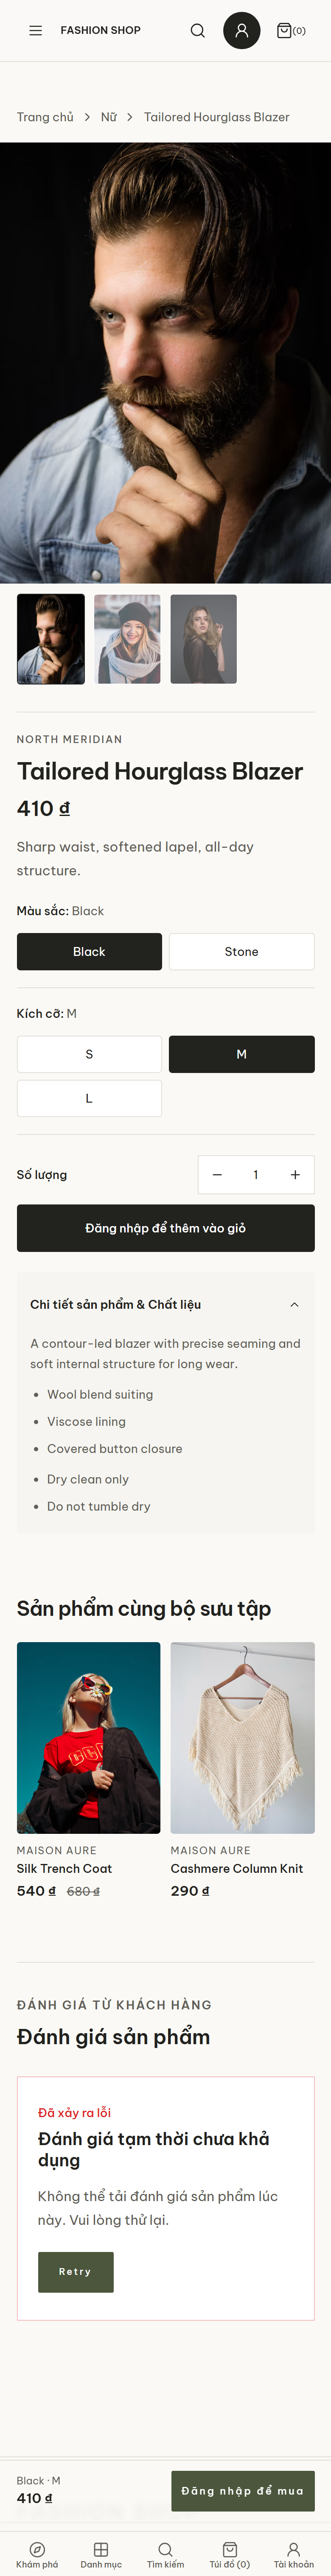 FASHION SHOP
(0)
Trang chủ > Nữ > Tailored Hourglass Blazer
NORTH MERIDIAN
Tailored Hourglass Blazer
410 ₫
Sharp waist, softened lapel, all-day
structure.
Màu sắc: Black
Black
Stone
Kích cỡ: M
S
M
L
Số lượng
1
Đăng nhập để thêm vào giỏ
Chi tiết sản phẩm & Chất liệu
A contour-led blazer with precise seaming and
soft internal structure for long wear.
• Wool blend suiting
• Viscose lining
• Covered button closure
• Dry clean only
• Do not tumble dry
Sản phẩm cùng bộ sưu tập
MAISON AURE
Silk Trench Coat
540 ₫ 680 ₫
MAISON AURE
Cashmere Column Knit
290 ₫
ĐÁNH GIÁ TỪ KHÁCH HÀNG
Đánh giá sản phẩm
Đã xảy ra lỗi
Đánh giá tạm thời chưa khả
dụng
Không thể tải đánh giá sản phẩm lúc
này. Vui lòng thử lại.
Retry
Black · M
410 ₫
Đăng nhập để mua
Khám phá
Danh mục
Tìm kiếm
Túi đồ (0)
Tài khoản